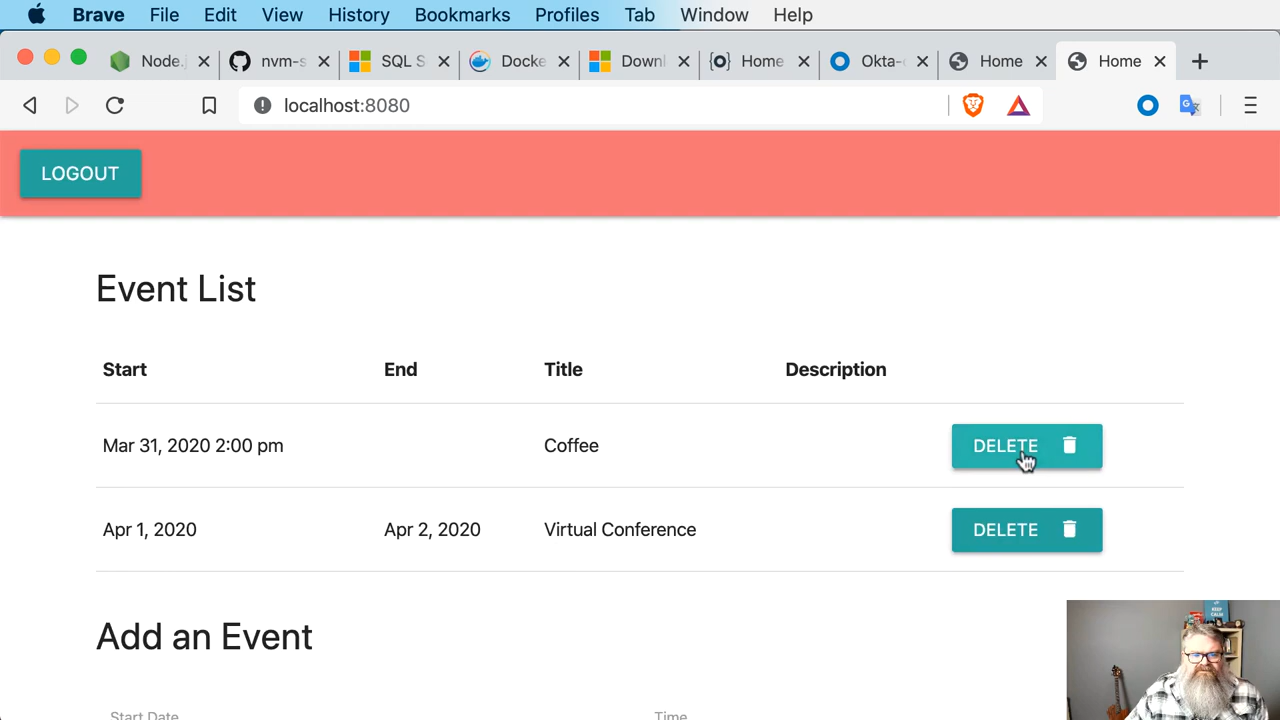 Brave File Edit View History Bookmarks Profiles Tab Window Help
Node.j nvm-s SQL S Docke Downl Home Okta- Home Home
localhost:8080
LOGOUT
Event List
Start End Title Description
Mar 31, 2020 2:00 pm Coffee DELETE
Apr 1, 2020 Apr 2, 2020 Virtual Conference DELETE
Add an Event
Start Date Time
KEEP
CALM